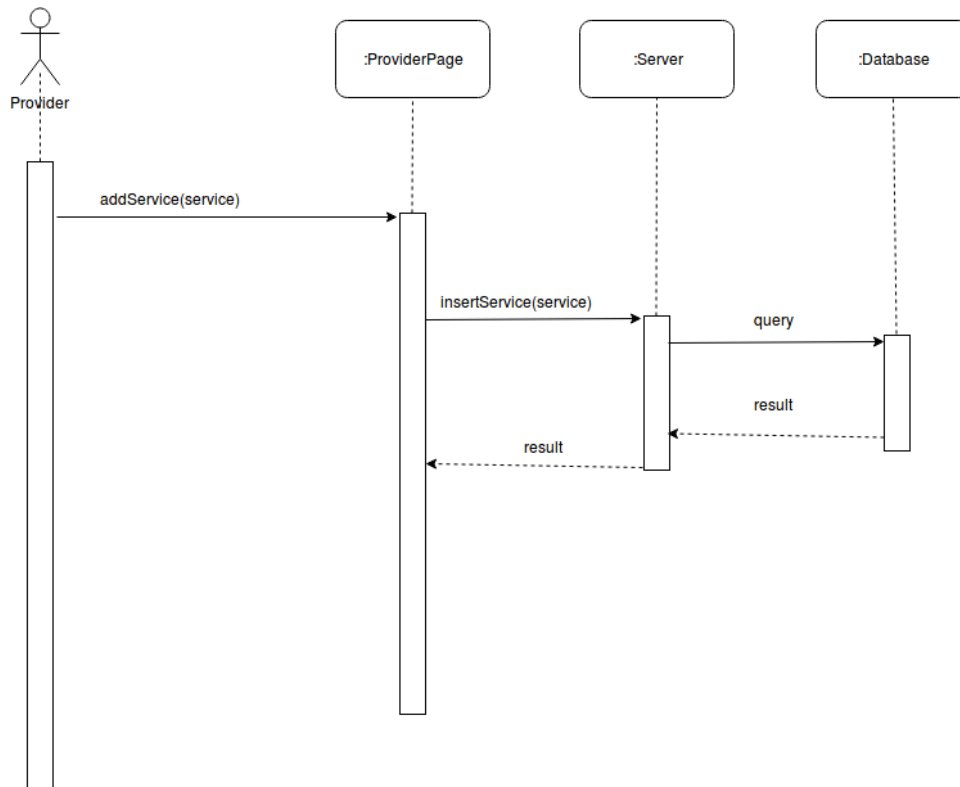 :ProviderPage
:Server
:Database
Provider
addService(service)
insertService(service)
query
result
result